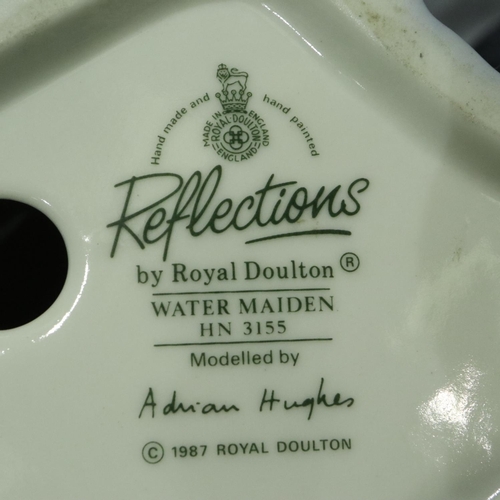 Hand made and hand painted
MADE IN ENGLAND
ROYAL·DOULTON
ENGLAND
Reflections
by Royal Doulton®
WATER MAIDEN
HN 3155
Modelled by
Adrian Hughes
© 1987 ROYAL DOULTON